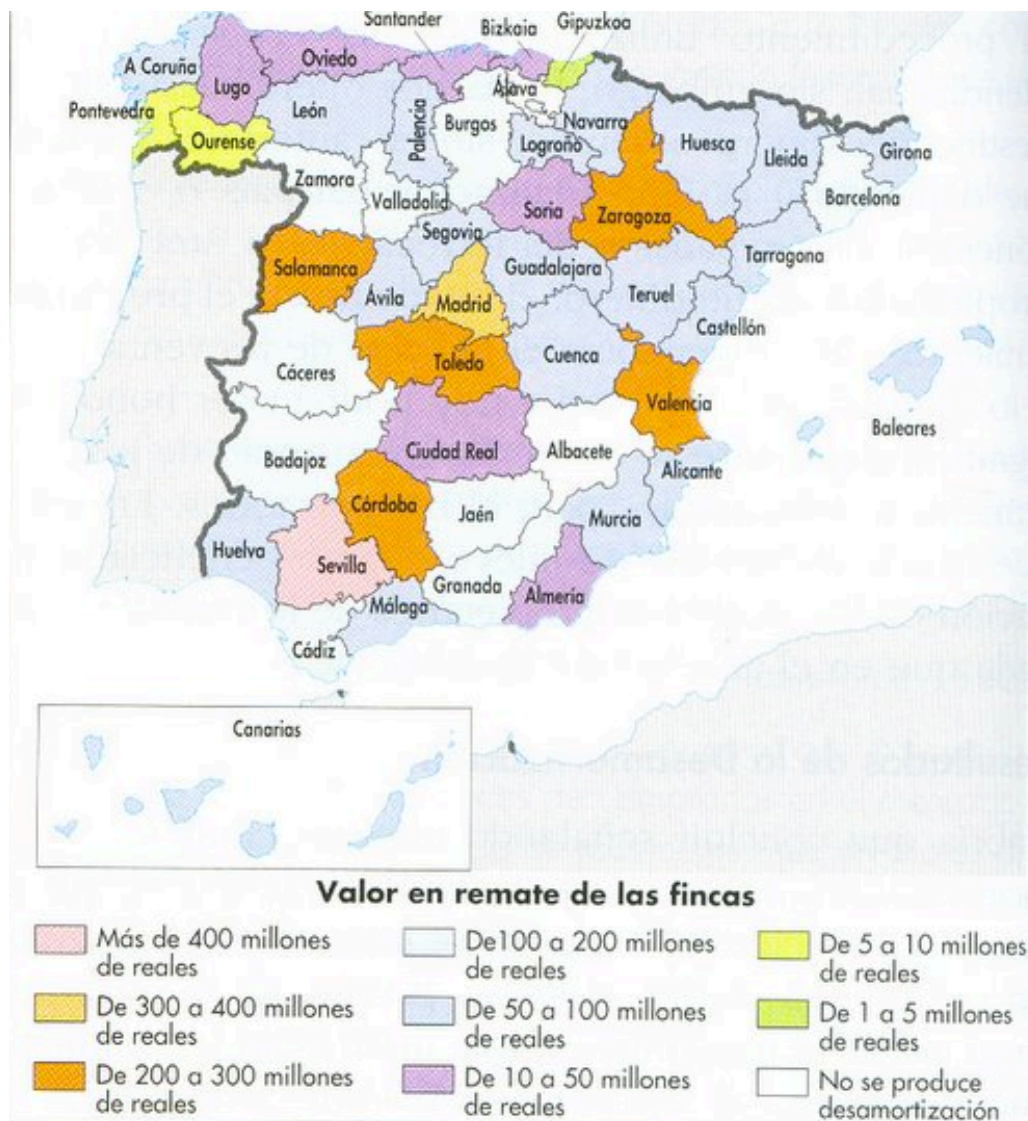 Santander
Gipuzkoa
Bizkaia
A Coruña
Oviedo
Lugo
Álava
Pontevedra
León
Palencia
Burgos
Navarra
Ourense
Logroño
Huesca
Lleida
Girona
Zamora
Valladolid
Soria
Zaragoza
Barcelona
Segovia
Salamanca
Guadalajara
Tarragona
Ávila
Madrid
Teruel
Castellón
Cáceres
Toledo
Cuenca
Valencia
Baleares
Badajoz
Ciudad Real
Albacete
Alicante
Córdoba
Jaén
Murcia
Huelva
Sevilla
Granada
Almería
Málaga
Cádiz
Canarias
Valor en remate de las fincas
Más de 400 millones
de reales
De 300 a 400 millones
de reales
De 200 a 300 millones
de reales
De100 a 200 millones
de reales
De 50 a 100 millones
de reales
De 10 a 50 millones
de reales
De 5 a 10 millones
de reales
De 1 a 5 millones
de reales
No se produce
desamortización